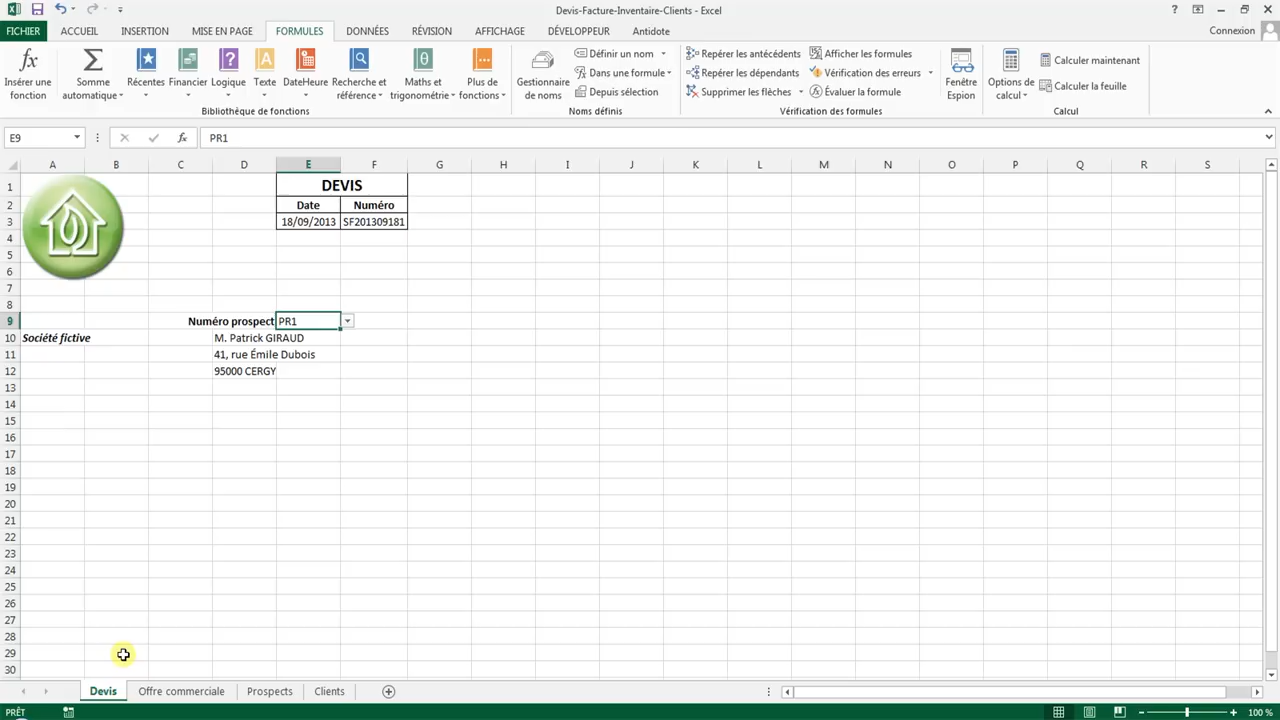 Devis-Facture-Inventaire-Clients - Excel
FICHIER ACCUEIL INSERTION MISE EN PAGE FORMULES DONNÉES RÉVISION AFFICHAGE DÉVELOPPEUR Antidote Connexion
Insérer une fonction
Somme automatique
Récentes
Financier
Logique
Texte
DateHeure
Recherche et référence
Maths et trigonométrie
Plus de fonctions
Bibliothèque de fonctions
Gestionnaire de noms
Définir un nom
Dans une formule
Depuis sélection
Noms définis
Repérer les antécédents
Repérer les dépendants
Supprimer les flèches
Afficher les formules
Vérification des erreurs
Évaluer la formule
Vérification des formules
Fenêtre Espion
Options de calcul
Calculer maintenant
Calculer la feuille
Calcul
E9 fx PR1
A B C D E F G H I J K L M N O P Q R S
1 DEVIS
2 Date Numéro
3 18/09/2013 SF201309181
4
5
6
7
8
9 Numéro prospect PR1
10 Société fictive M. Patrick GIRAUD
11 41, rue Émile Dubois
12 95000 CERGY
13
14
15
16
17
18
19
20
21
22
23
24
25
26
27
28
29
30
Devis Offre commerciale Prospects Clients
PRÊT 100 %